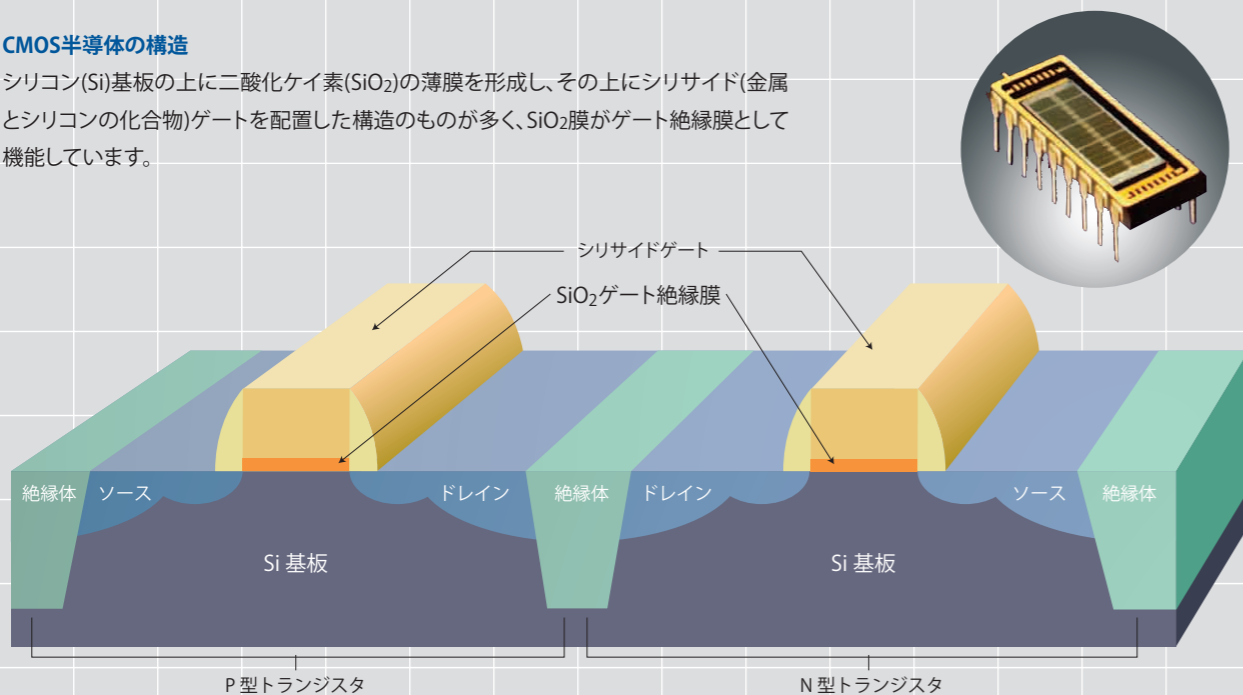 CMOS半導体の構造
シリコン(Si)基板の上に二酸化ケイ素(SiO₂)の薄膜を形成し、その上にシリサイド(金属
とシリコンの化合物)ゲートを配置した構造のものが多く、SiO₂膜がゲート絶縁膜として
機能しています。
シリサイドゲート
SiO₂ゲート絶縁膜
絶縁体 ソース ドレイン 絶縁体 ドレイン ソース 絶縁体
Si 基板 Si 基板
P 型トランジスタ N 型トランジスタ